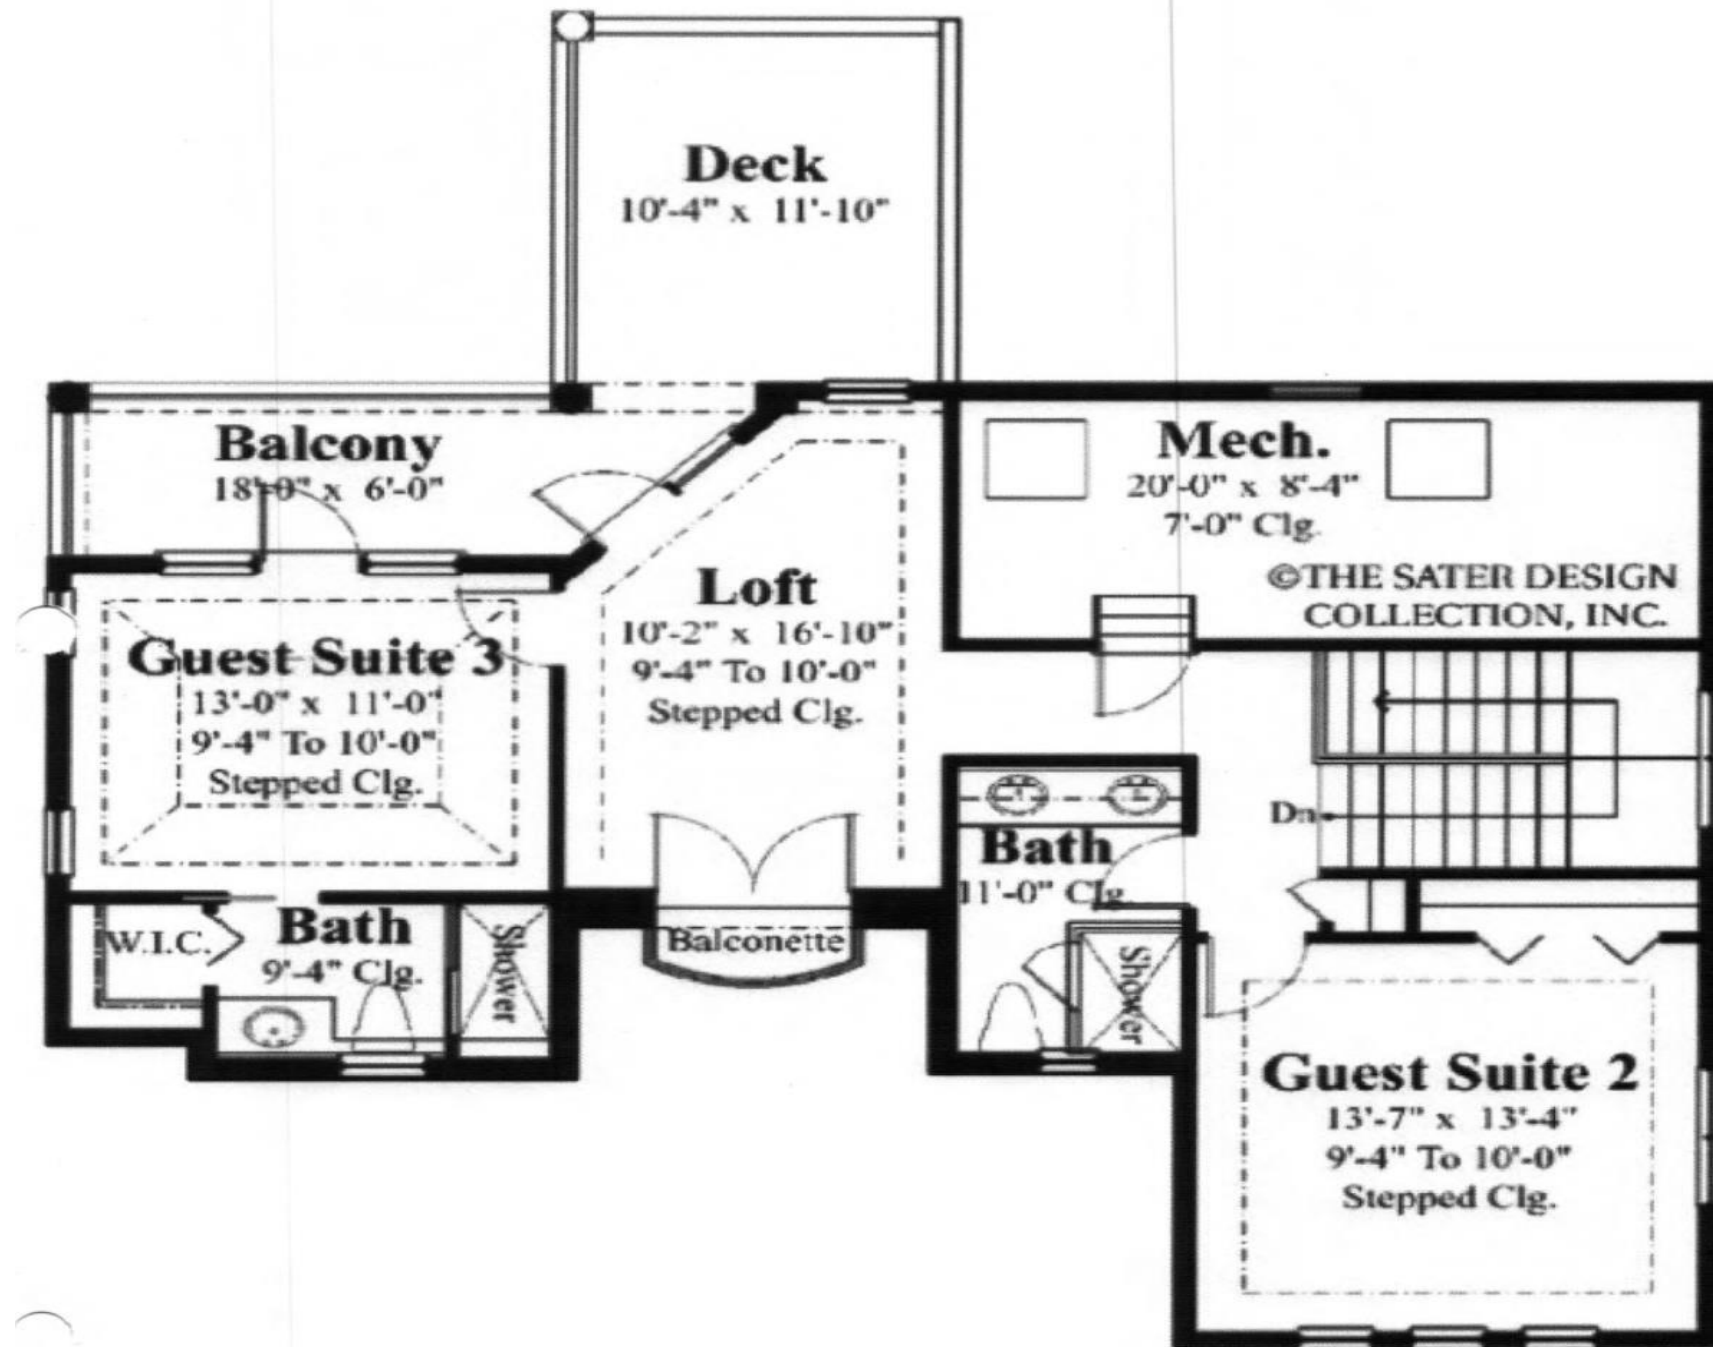 Deck
10'-4" x 11'-10"
Balcony
18'-0" x 6'-0"
Mech.
20'-0" x 8'-4"
7'-0" Clg.
©THE SATER DESIGN
COLLECTION, INC.
Loft
10'-2" x 16'-10"
9'-4" To 10'-0"
Stepped Clg.
Guest Suite 3
13'-0" x 11'-0"
9'-4" To 10'-0"
Stepped Clg.
Dn
Bath
11'-0" Clg.
W.I.C.
Bath
9'-4" Clg.
Shower
Balconette
Shower
Guest Suite 2
13'-7" x 13'-4"
9'-4" To 10'-0"
Stepped Clg.